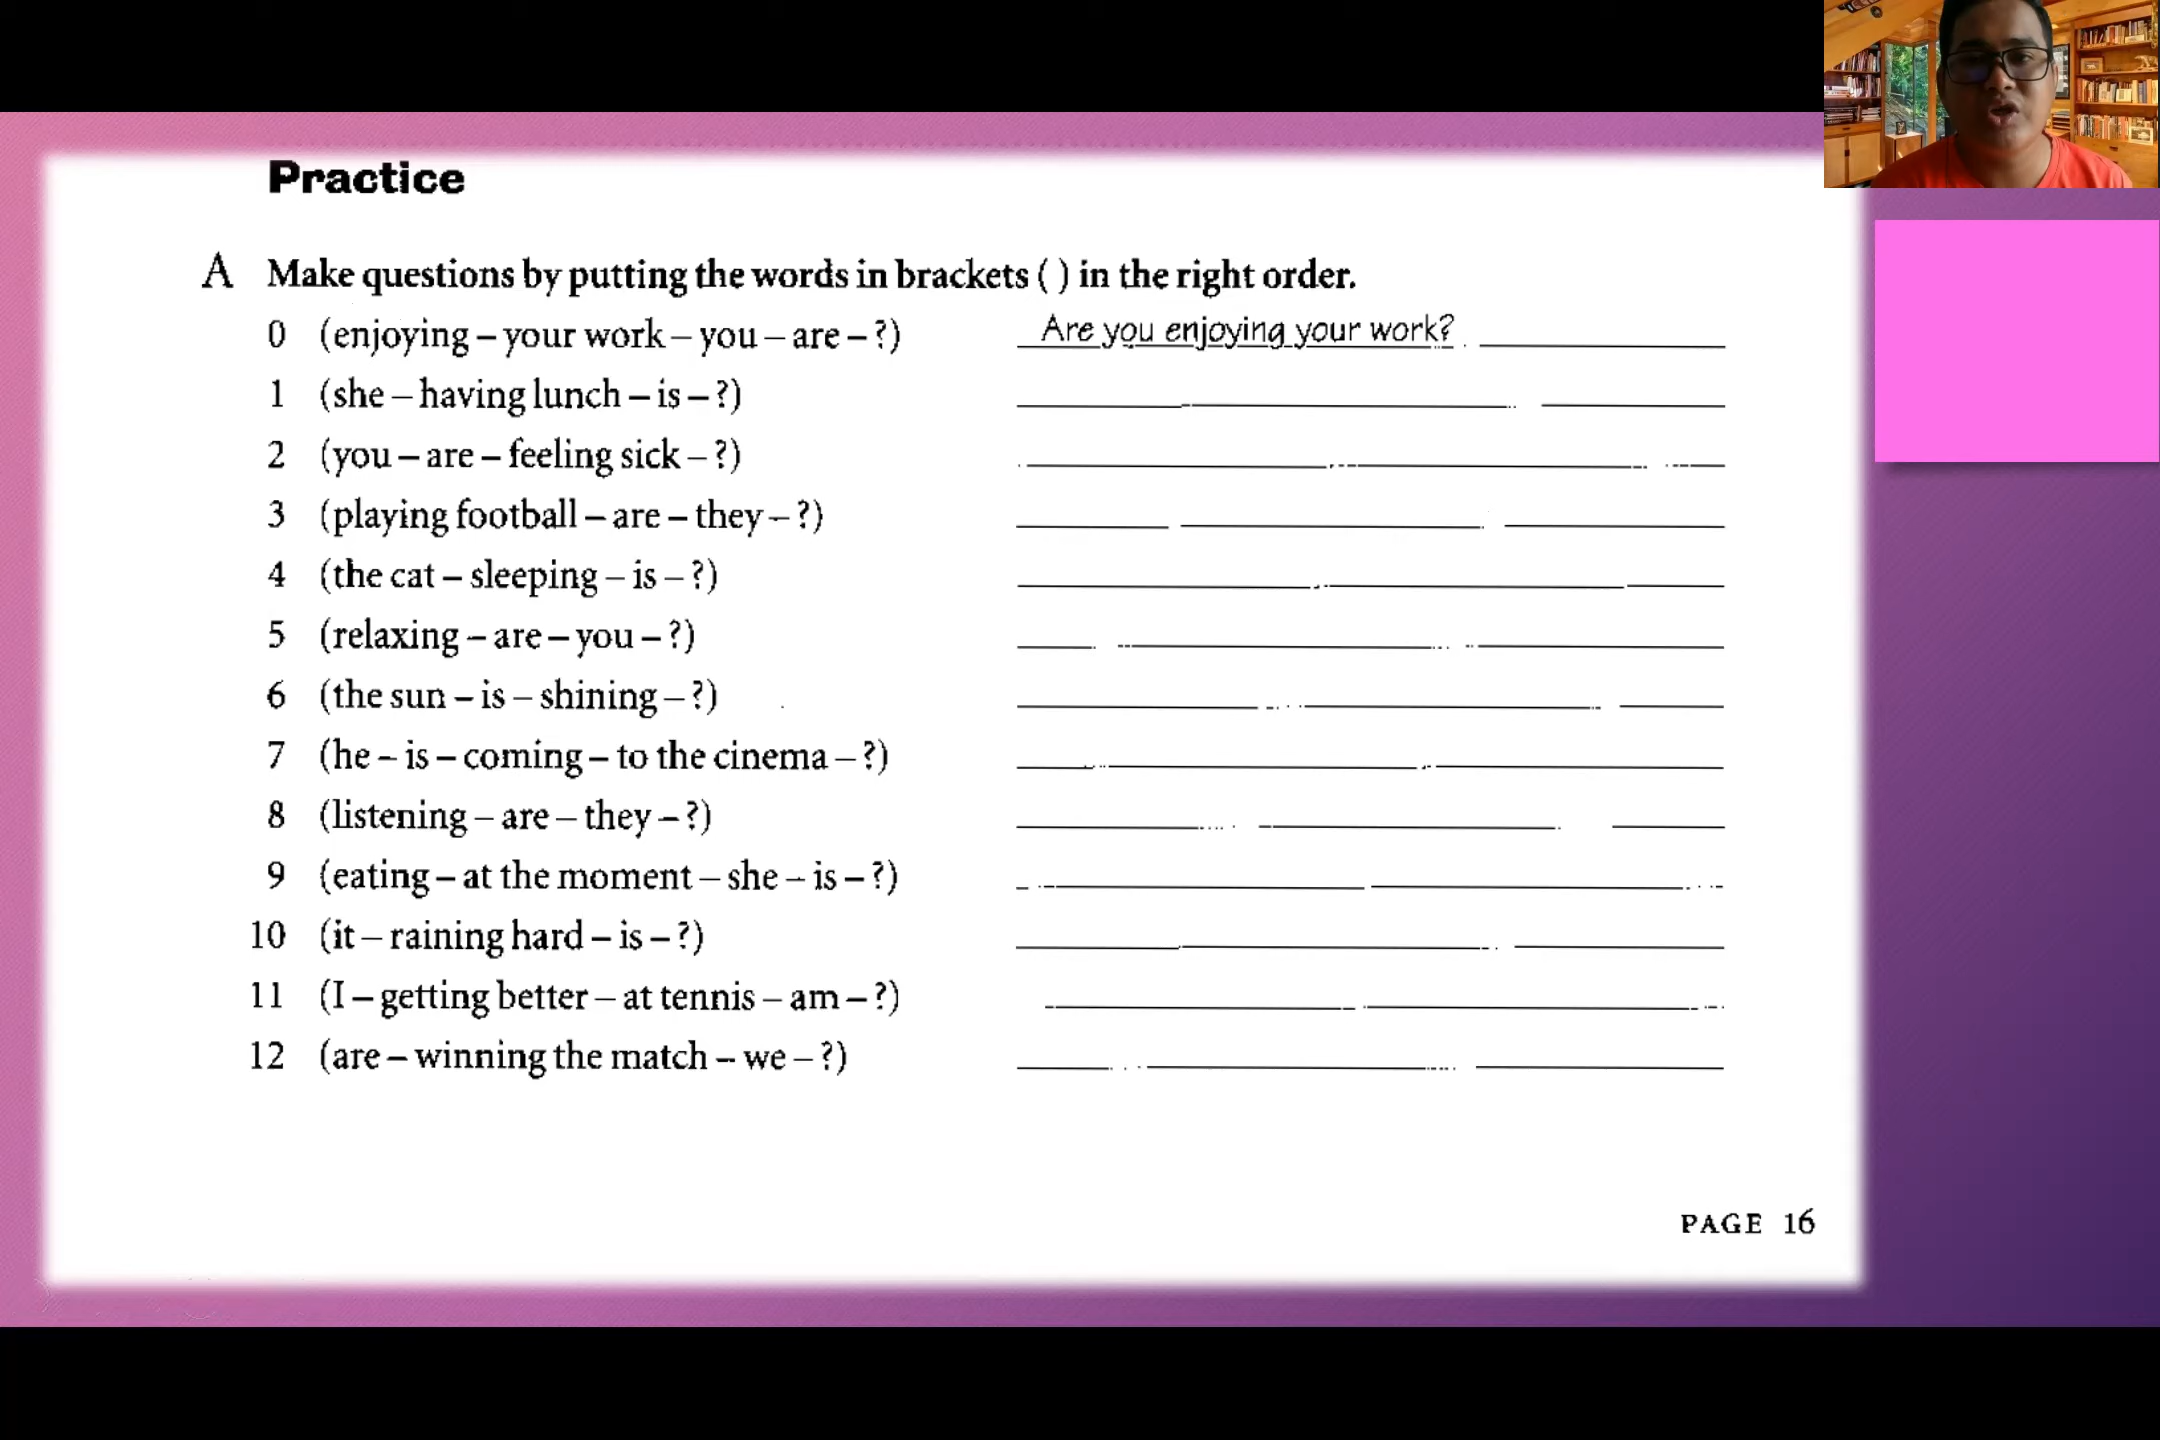 Practice
A Make questions by putting the words in brackets ( ) in the right order.
0 (enjoying – your work – you – are – ?) Are you enjoying your work?
1 (she – having lunch – is – ?)
2 (you – are – feeling sick – ?)
3 (playing football – are – they – ?)
4 (the cat – sleeping – is – ?)
5 (relaxing – are – you – ?)
6 (the sun – is – shining – ?)
7 (he – is – coming – to the cinema – ?)
8 (listening – are – they – ?)
9 (eating – at the moment – she – is – ?)
10 (it – raining hard – is – ?)
11 (I – getting better – at tennis – am – ?)
12 (are – winning the match – we – ?)
PAGE 16